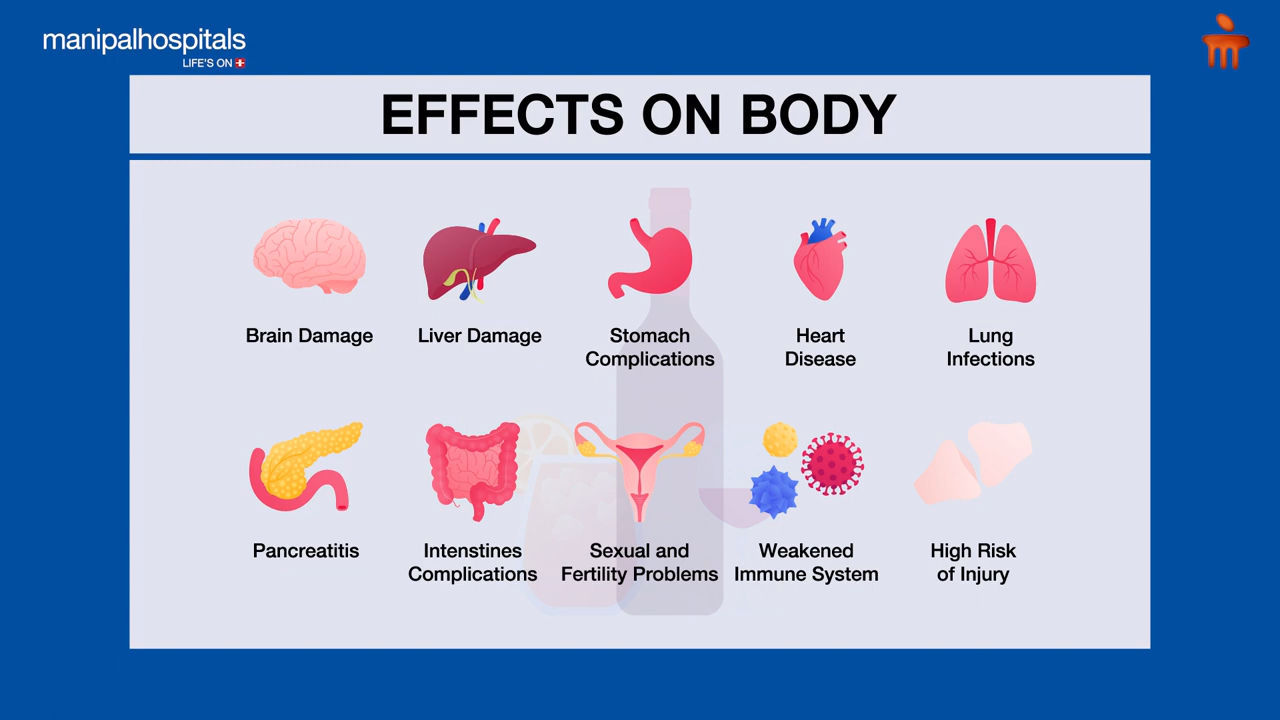 manipalhospitals
LIFE'S ON
EFFECTS ON BODY
Brain Damage
Liver Damage
Stomach
Complications
Heart
Disease
Lung
Infections
Pancreatitis
Intenstines
Complications
Sexual and
Fertility Problems
Weakened
Immune System
High Risk
of Injury